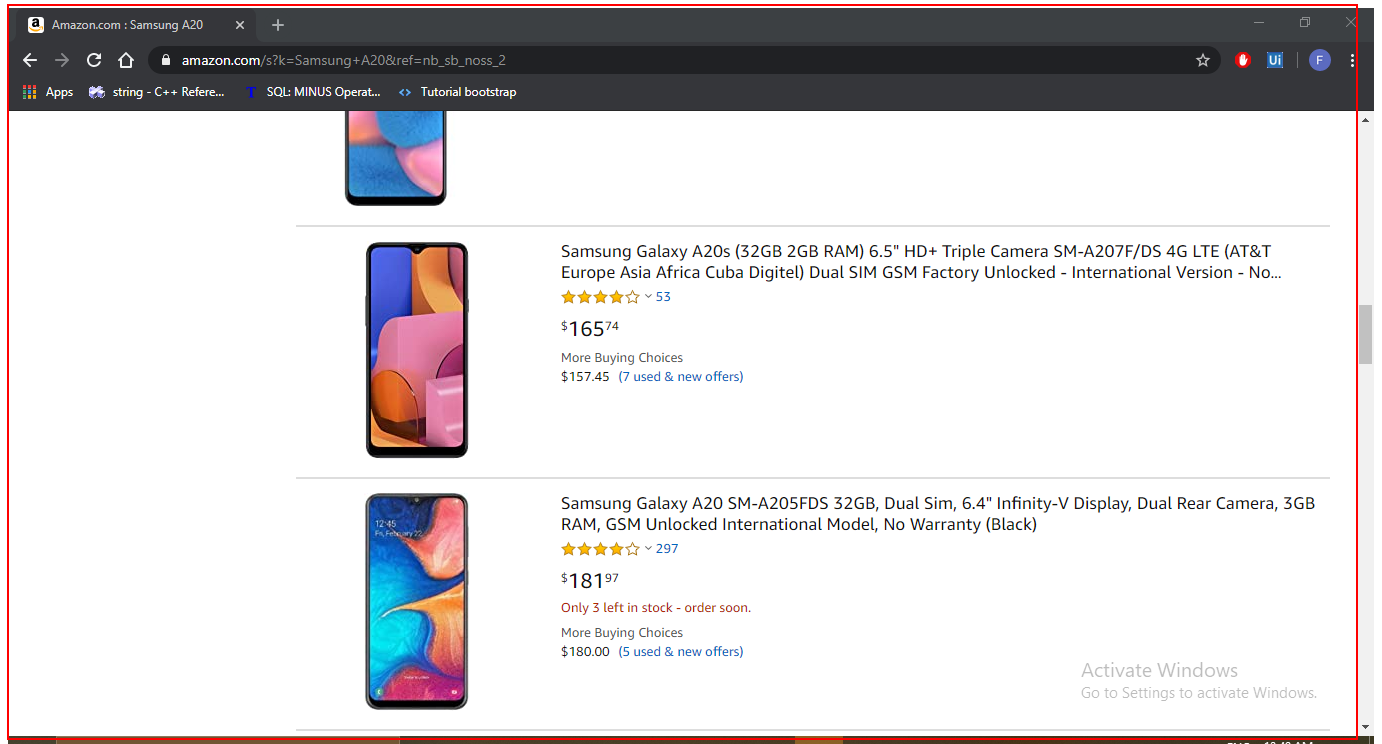 Amazon.com : Samsung A20
amazon.com/s?k=Samsung+A20&ref=nb_sb_noss_2
Ui
F
Apps
string - C++ Refere...
T
SQL: MINUS Operat...
Tutorial bootstrap
Samsung Galaxy A20s (32GB 2GB RAM) 6.5" HD+ Triple Camera SM-A207F/DS 4G LTE (AT&T
Europe Asia Africa Cuba Digitel) Dual SIM GSM Factory Unlocked - International Version - No...
53
$165 74
More Buying Choices
$157.45 (7 used & new offers)
12:45
Fri, February 22
Samsung Galaxy A20 SM-A205FDS 32GB, Dual Sim, 6.4" Infinity-V Display, Dual Rear Camera, 3GB
RAM, GSM Unlocked International Model, No Warranty (Black)
297
$181 97
Only 3 left in stock - order soon.
More Buying Choices
$180.00 (5 used & new offers)
Activate Windows
Go to Settings to activate Windows.